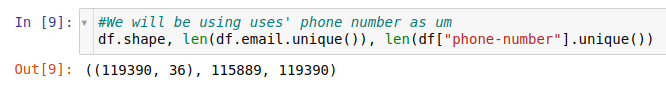 In [9]: #We will be using uses' phone number as um
df.shape, len(df.email.unique()), len(df["phone-number"].unique())
Out[9]: ((119390, 36), 115889, 119390)